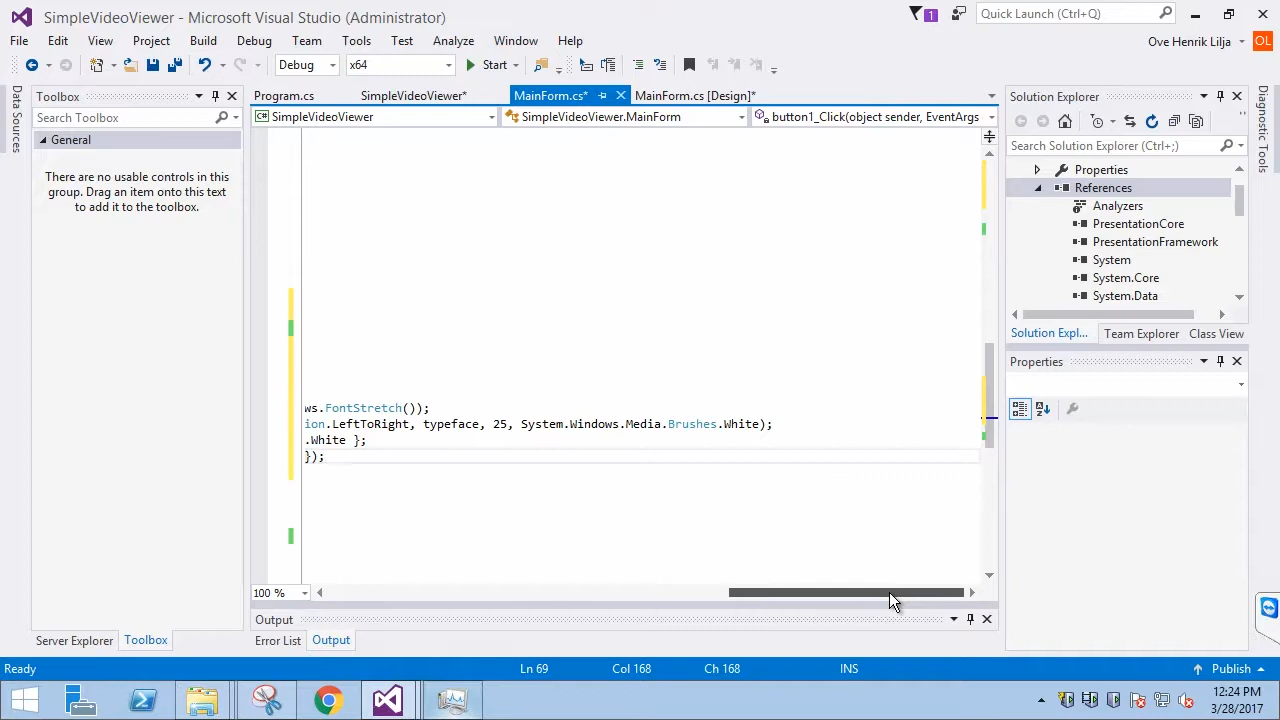 SimpleVideoViewer - Microsoft Visual Studio (Administrator)
1
Quick Launch (Ctrl+Q)
File Edit View Project Build Debug Team Tools Test Analyze Window Help
Ove Henrik Lilja
OL
Debug
x64
Start
Data Sources
Toolbox
Search Toolbox
General
There are no usable controls in this
group. Drag an item onto this text
to add it to the toolbox.
Server Explorer
Toolbox
Program.cs
SimpleVideoViewer*
MainForm.cs*
MainForm.cs [Design]*
SimpleVideoViewer
SimpleVideoViewer.MainForm
button1_Click(object sender, EventArgs
ws.FontStretch());
ion.LeftToRight, typeface, 25, System.Windows.Media.Brushes.White);
.White };
});
100 %
Output
Error List
Output
Solution Explorer
Search Solution Explorer (Ctrl+;)
Properties
References
Analyzers
PresentationCore
PresentationFramework
System
System.Core
System.Data
Solution Expl...
Team Explorer
Class View
Properties
Diagnostic Tools
Ready
Ln 69
Col 168
Ch 168
INS
Publish
12:24 PM
3/28/2017